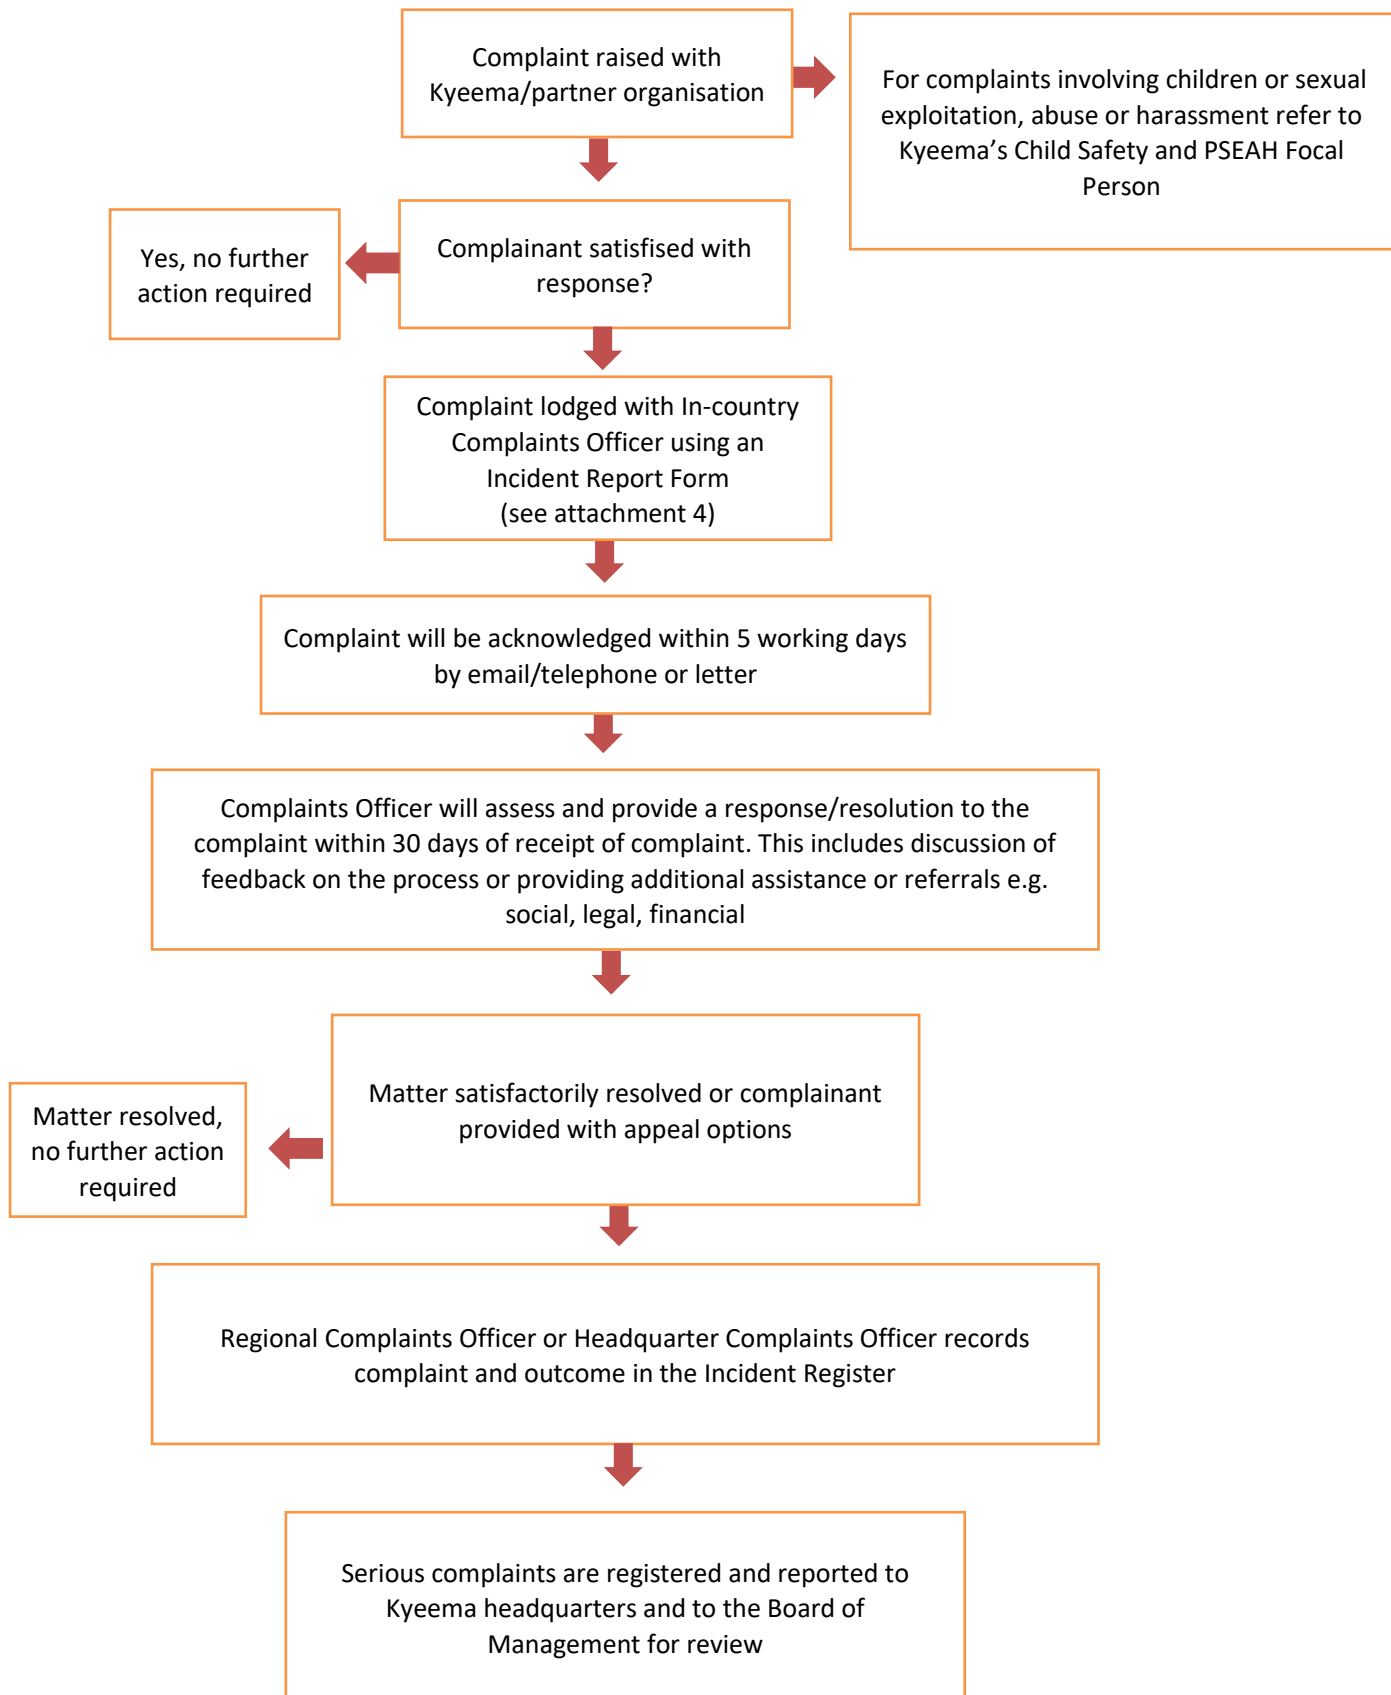 Complaint raised with
Kyeema/partner organisation
For complaints involving children or sexual
exploitation, abuse or harassment refer to
Kyeema’s Child Safety and PSEAH Focal
Person
Yes, no further
action required
Complainant satisfised with
response?
Complaint lodged with In-country
Complaints Officer using an
Incident Report Form
(see attachment 4)
Complaint will be acknowledged within 5 working days
by email/telephone or letter
Complaints Officer will assess and provide a response/resolution to the
complaint within 30 days of receipt of complaint. This includes discussion of
feedback on the process or providing additional assistance or referrals e.g.
social, legal, financial
Matter satisfactorily resolved or complainant
provided with appeal options
Matter resolved,
no further action
required
Regional Complaints Officer or Headquarter Complaints Officer records
complaint and outcome in the Incident Register
Serious complaints are registered and reported to
Kyeema headquarters and to the Board of
Management for review